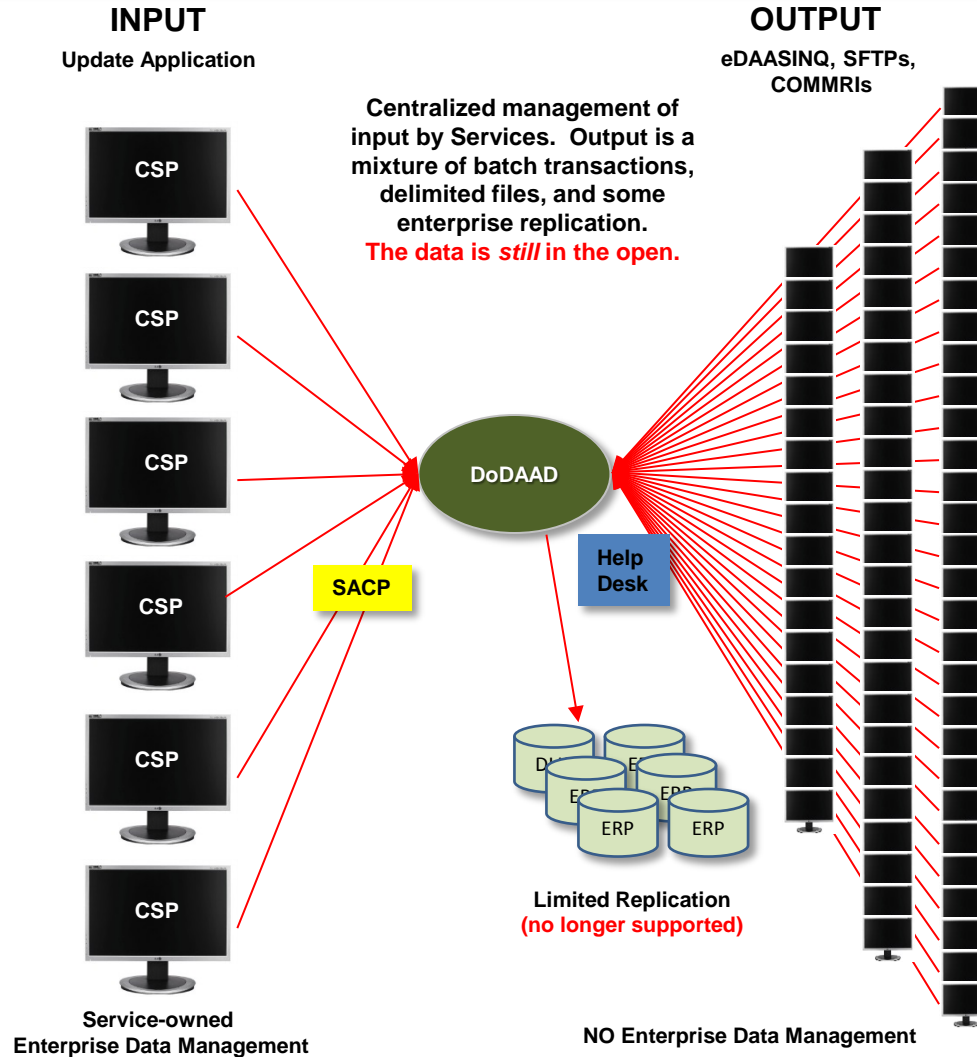 INPUT
Update Application
OUTPUT
eDAASINQ, SFTPs,
COMMRIs
Centralized management of
input by Services. Output is a
mixture of batch transactions,
delimited files, and some
enterprise replication.
The data is still in the open.
CSP
CSP
CSP
CSP
CSP
CSP
DoDAAD
SACP
Help
Desk
ERP
ERP
Limited Replication
(no longer supported)
Service-owned
Enterprise Data Management
NO Enterprise Data Management